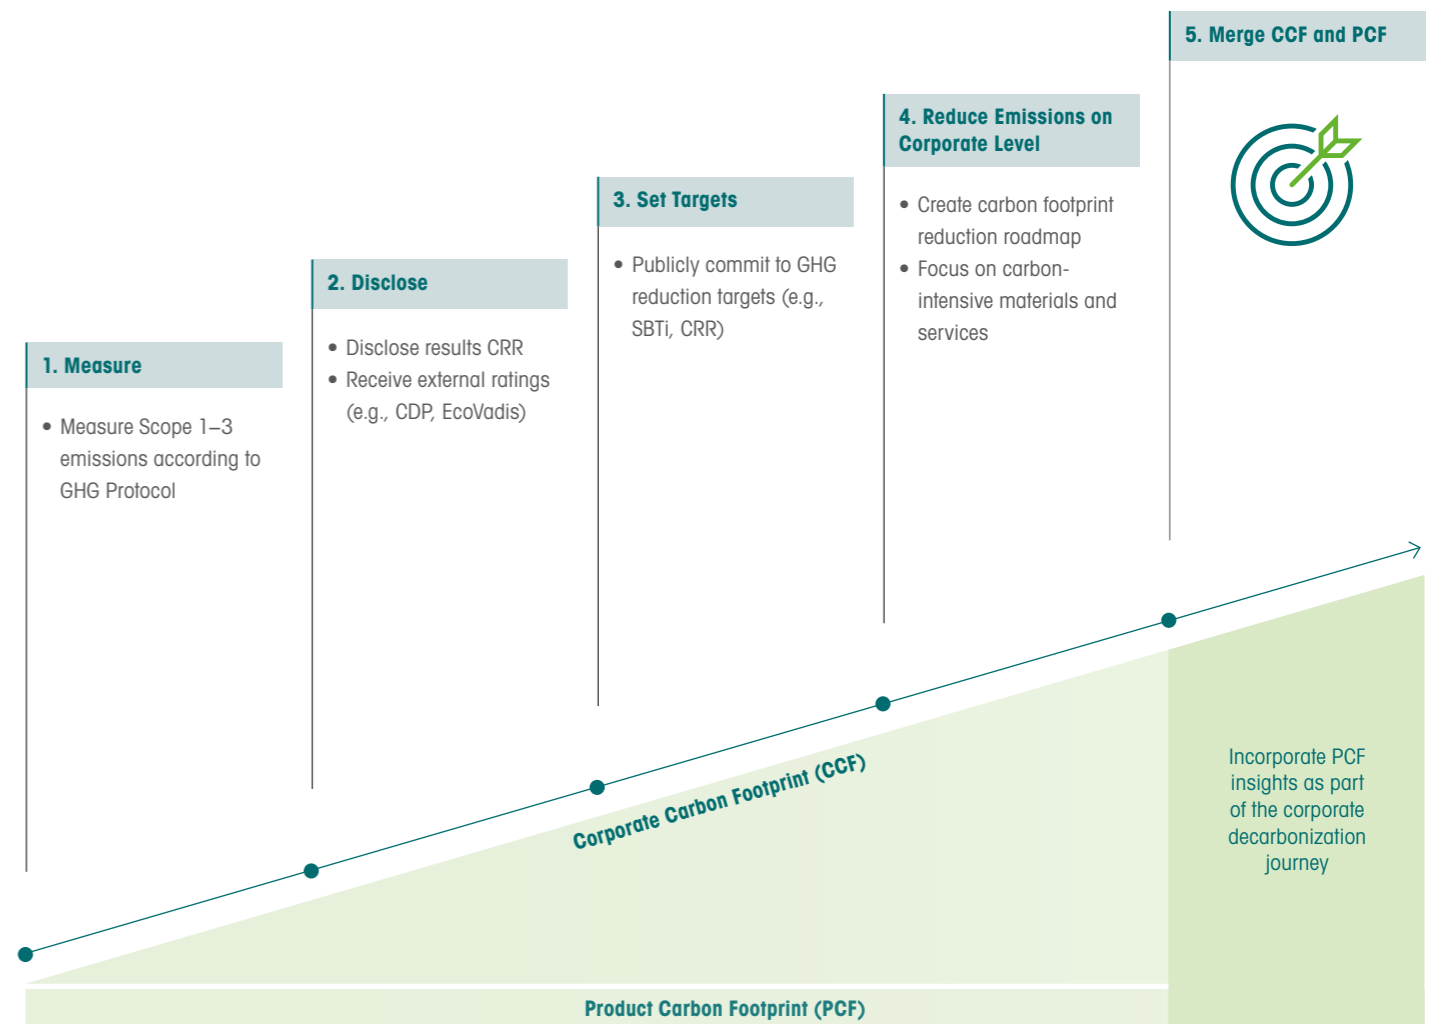 1. Measure
• Measure Scope 1–3
emissions according to
GHG Protocol
2. Disclose
• Disclose results CRR
• Receive external ratings
(e.g., CDP, EcoVadis)
3. Set Targets
• Publicly commit to GHG
reduction targets (e.g.,
SBTi, CRR)
4. Reduce Emissions on
Corporate Level
• Create carbon footprint
reduction roadmap
• Focus on carbon-
intensive materials and
services
5. Merge CCF and PCF
Corporate Carbon Footprint (CCF)
Incorporate PCF
insights as part
of the corporate
decarbonization
journey
Product Carbon Footprint (PCF)